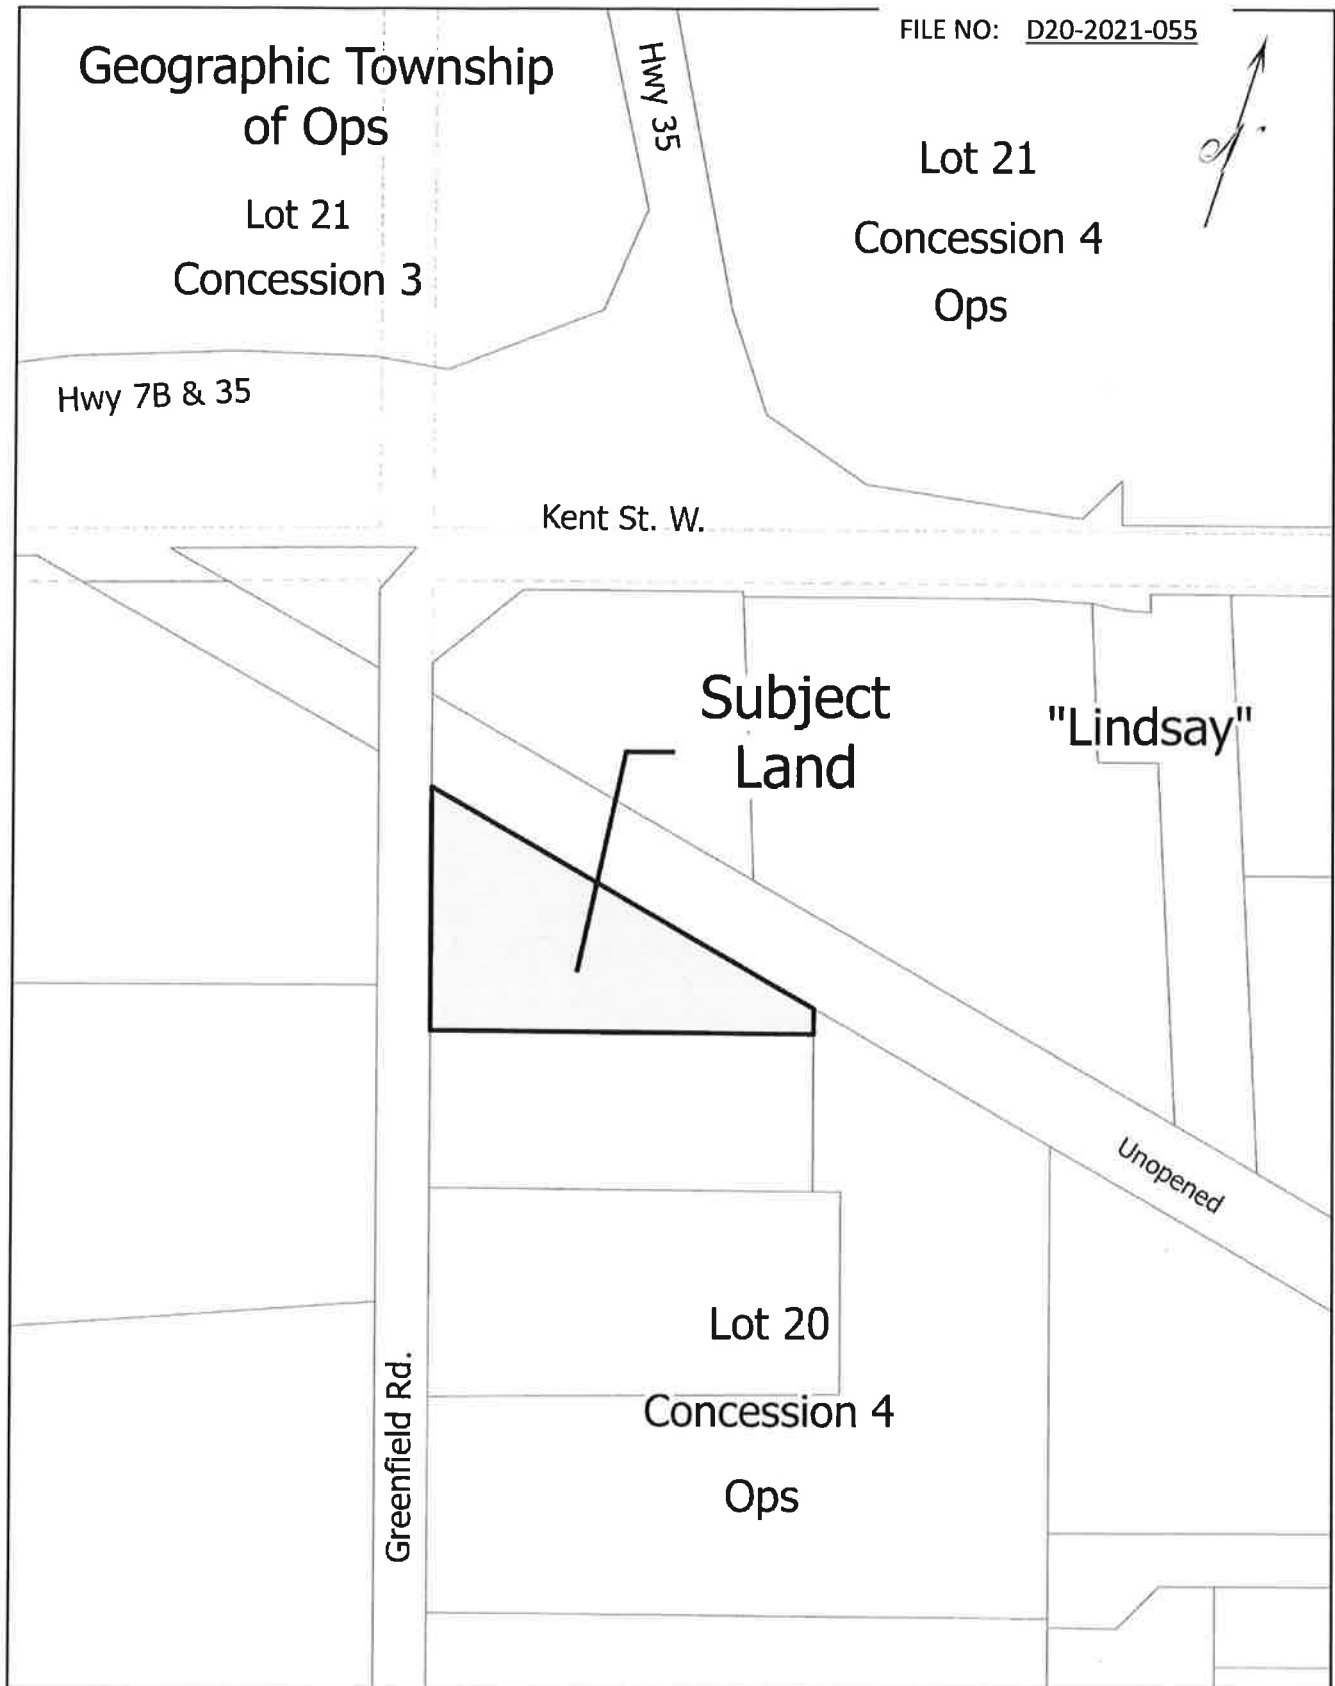 FILE NO: D20-2021-055
Geographic Township
of Ops
Lot 21
Concession 3
Hwy 35
Lot 21
Concession 4
Ops
Hwy 7B & 35
Kent St. W.
Subject
Land
"Lindsay"
Unopened
Lot 20
Concession 4
Ops
Greenfield Rd.